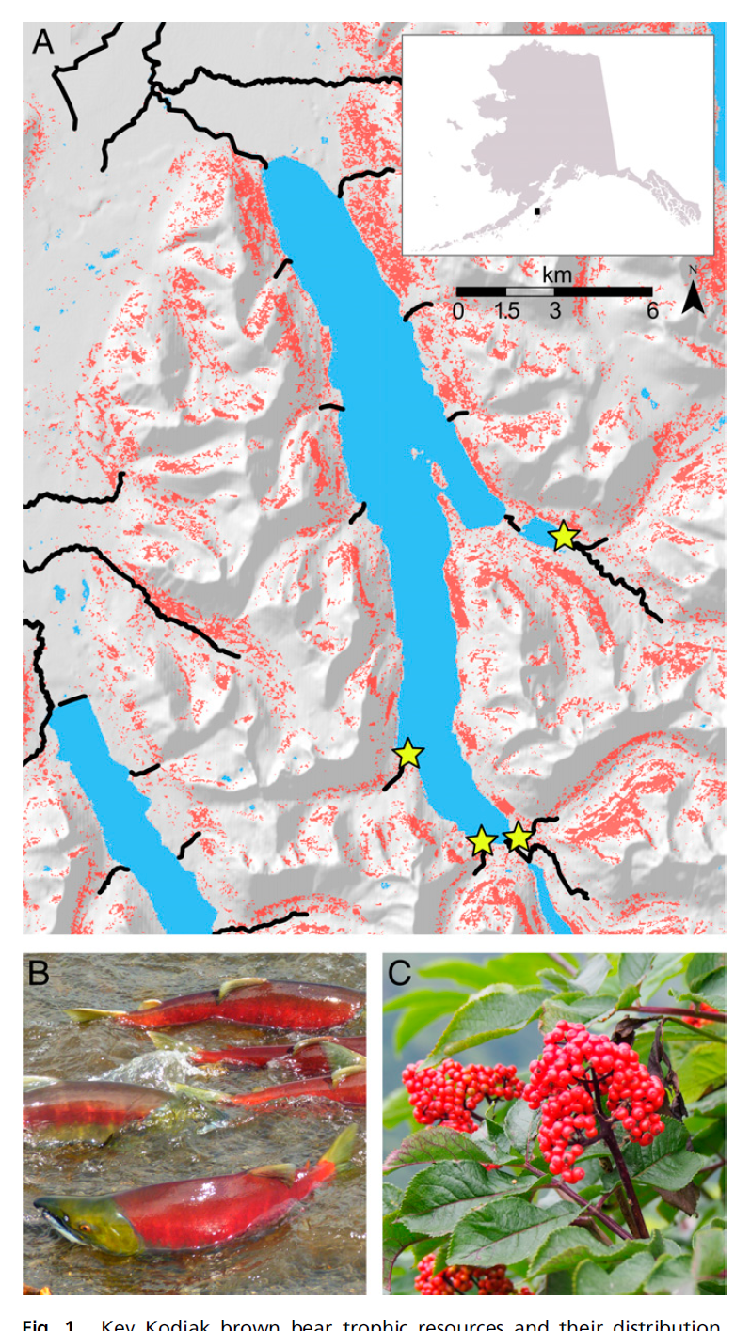 A
N
km
0 1.5 3 6
B
C
Fig. 1. Key Kodiak brown bear trophic resources and their distribution